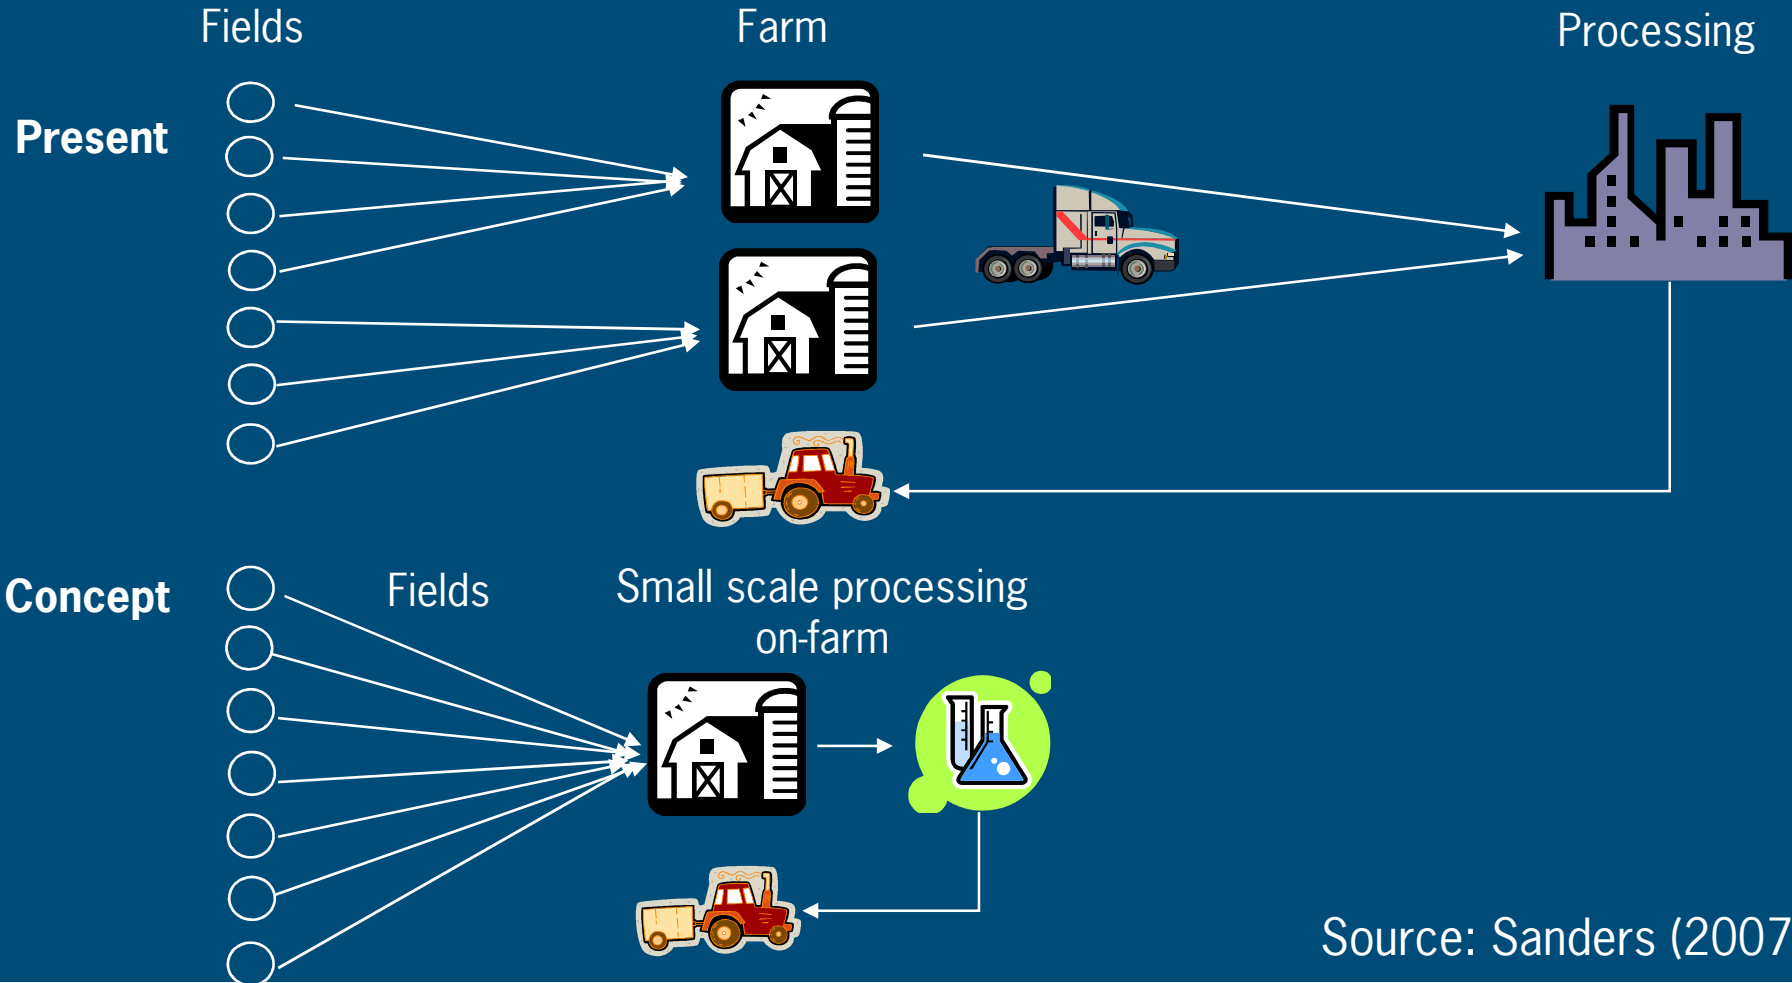 Fields
Farm
Processing
Present
Concept
Fields
Small scale processing
on-farm
Source: Sanders (2007